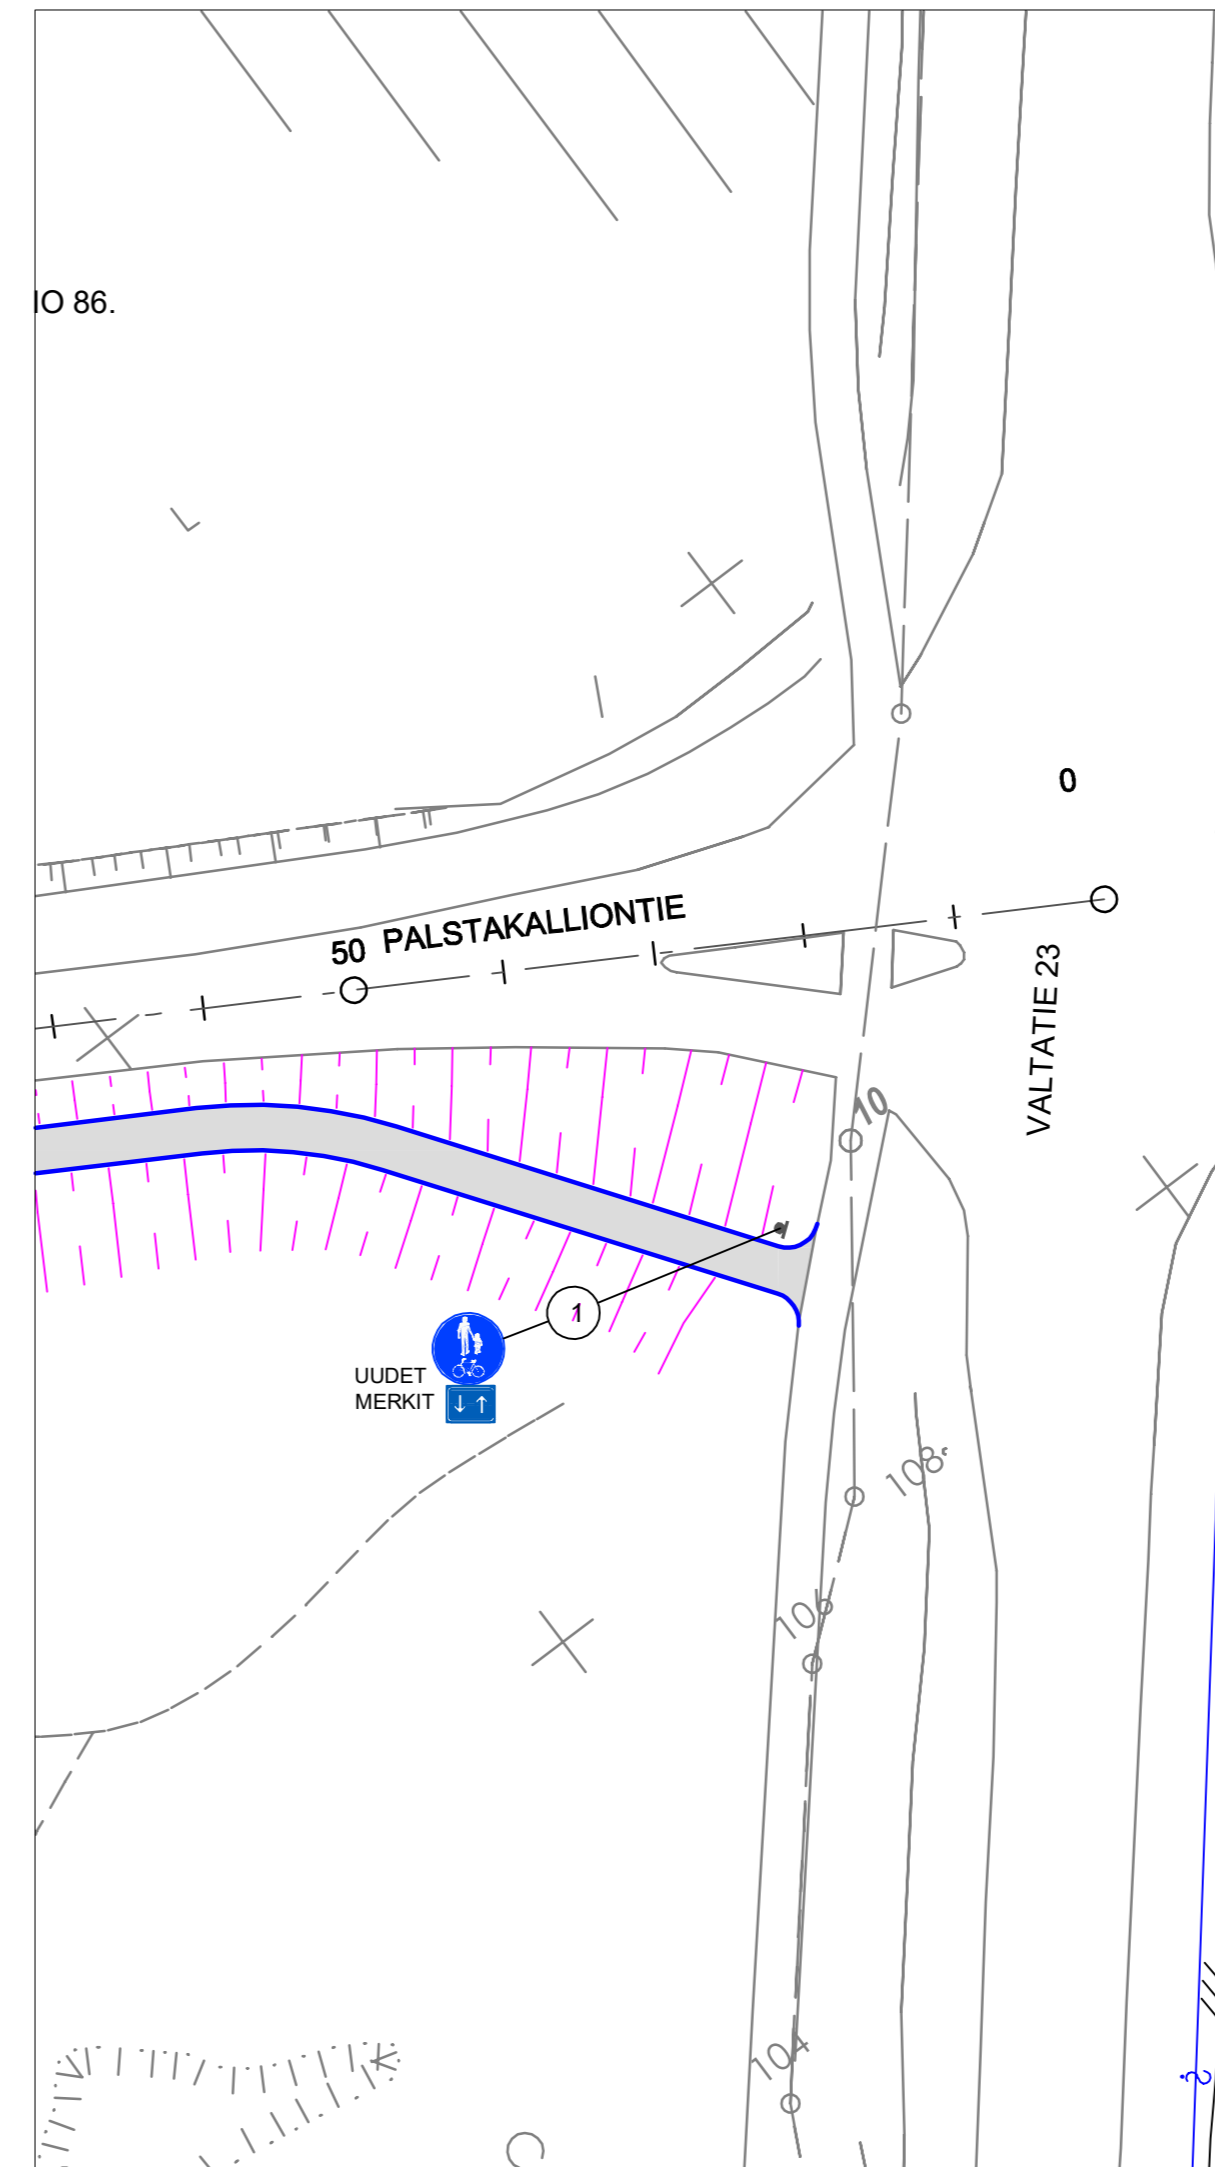 IO 86.
0
50 PALSTAKALLIONTIE
VALTATIE 23
10
1
UUDET
MERKIT
↓↑
108
106
104